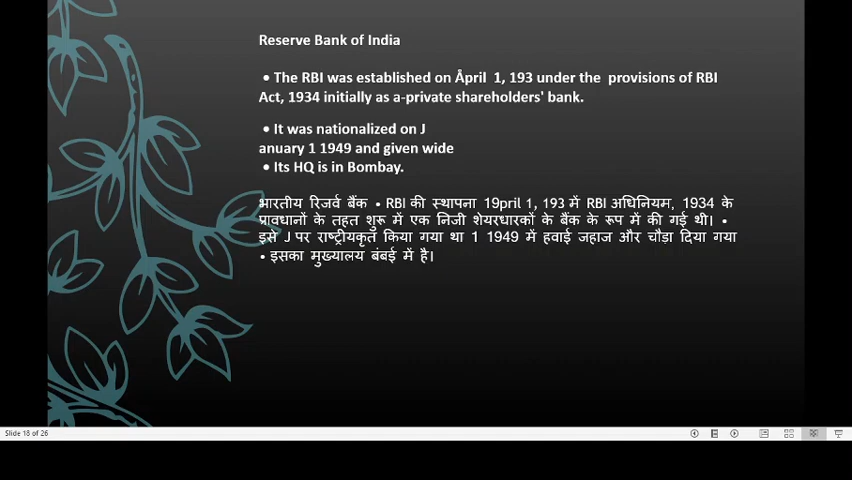 Reserve Bank of India
• The RBI was established on Åpril 1, 193 under the provisions of RBI
Act, 1934 initially as a-private shareholders' bank.
• It was nationalized on J
anuary 1 1949 and given wide
• Its HQ is in Bombay.
भारतीय रिजर्व बैंक • RBI की स्थापना 19pril 1, 193 में RBI अधिनियम, 1934 के
प्रावधानों के तहत शुरू में एक निजी शेयरधारकों के बैंक के रूप में की गई थी। •
इसे J पर राष्ट्रीयकृत किया गया था 1 1949 में हवाई जहाज और चौड़ा दिया गया
• इसका मुख्यालय बंबई में है।
Slide 18 of 26